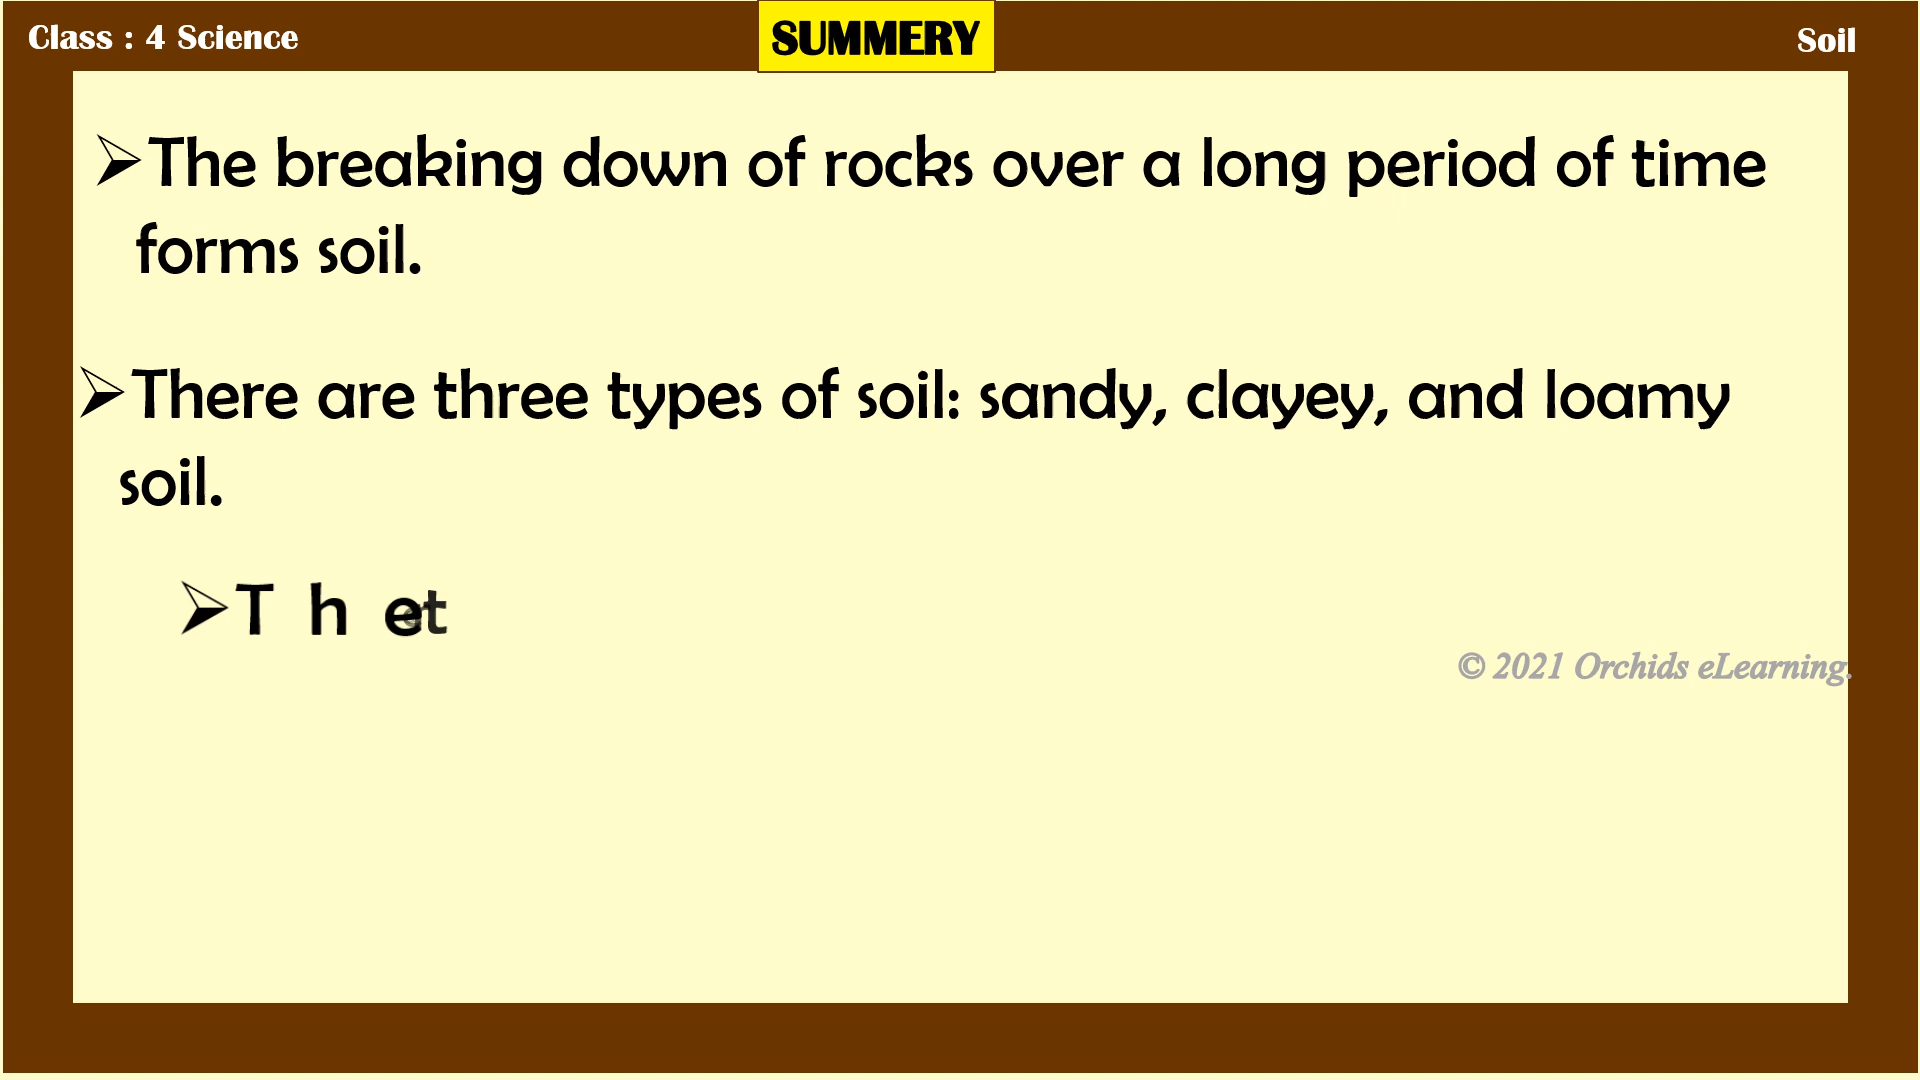 Class : 4 Science
SUMMERY
Soil
➢The breaking down of rocks over a long period of time
forms soil.
➢There are three types of soil: sandy, clayey, and loamy
soil.
➢T h e
© 2021 Orchids eLearning.